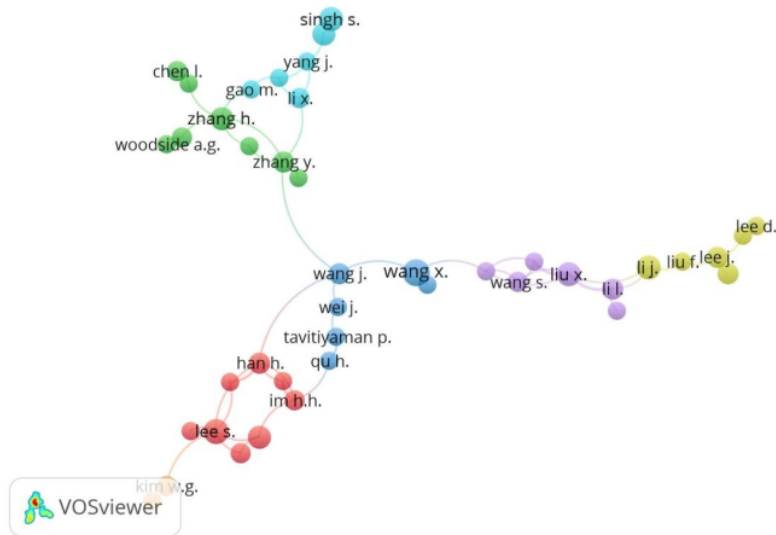 singh s.
yang j.
chen l.
gao m.
li x.
zhang h.
woodside a.g.
zhang y.
lee d.
lee j.
liu f.
li j.
wang j.
wang x.
wang s.
liu x.
li l.
wei j.
tavitiyaman p.
qu h.
han h.
im h.h.
lee s.
kim w.g.
VOSviewer